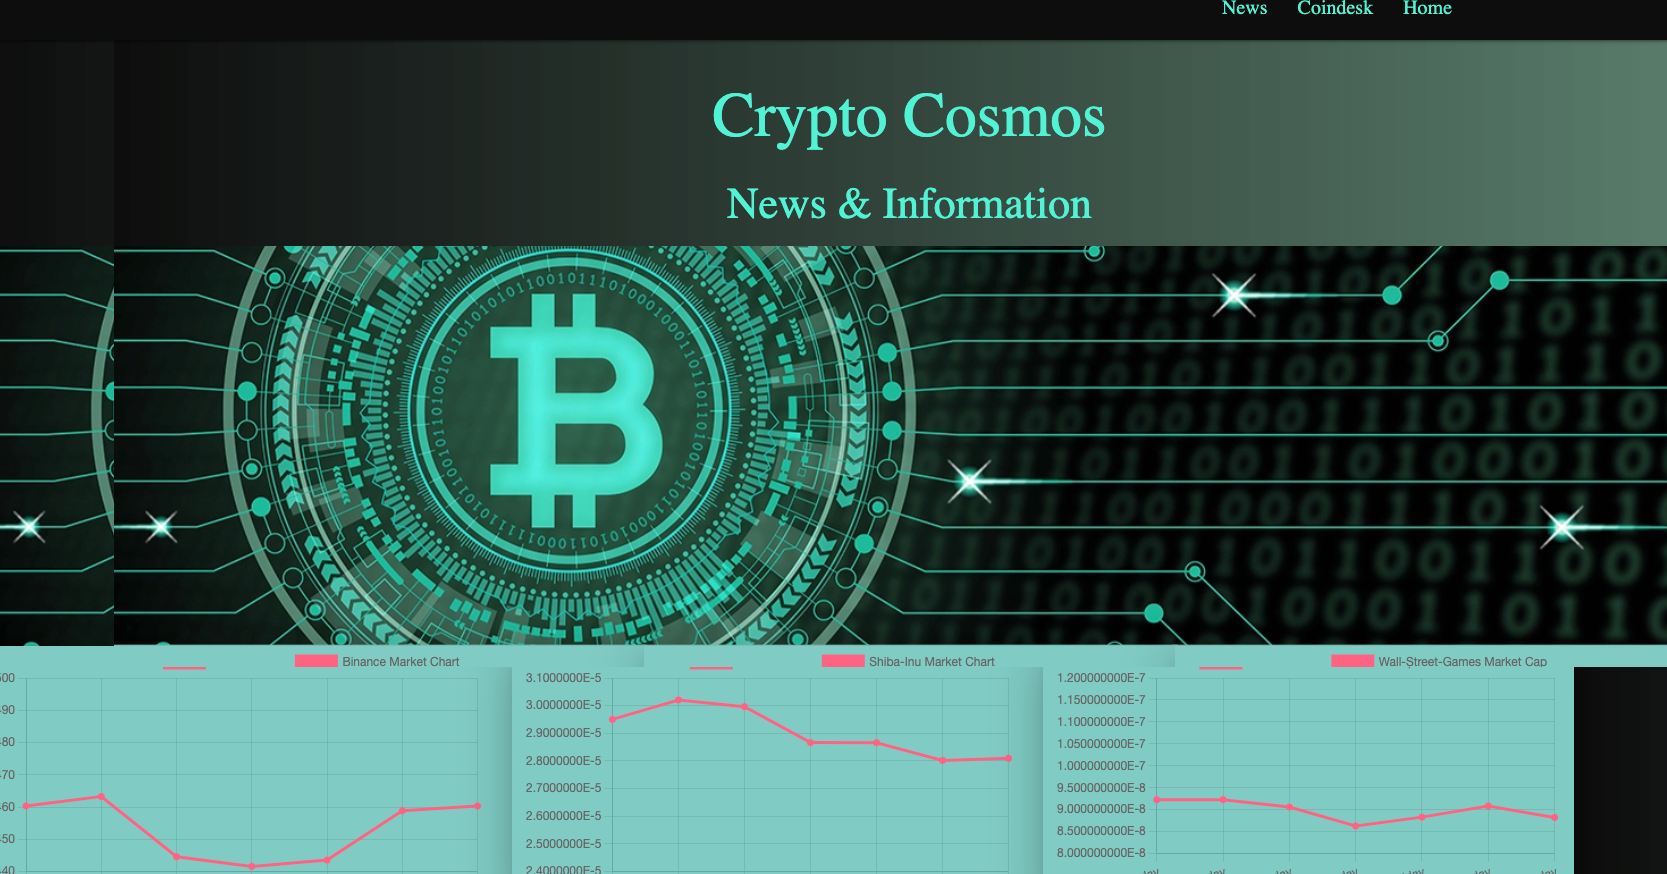 News Coindesk Home
Crypto Cosmos
News & Information
Binance Market Chart
Shiba-Inu Market Chart
Wall-Street-Games Market Cap
3.1000000E-5
3.0000000E-5
2.9000000E-5
2.8000000E-5
2.7000000E-5
2.6000000E-5
2.5000000E-5
2.4000000E-5
1.200000000E-7
1.150000000E-7
1.100000000E-7
1.050000000E-7
1.000000000E-7
9.500000000E-8
9.000000000E-8
8.500000000E-8
8.000000000E-8